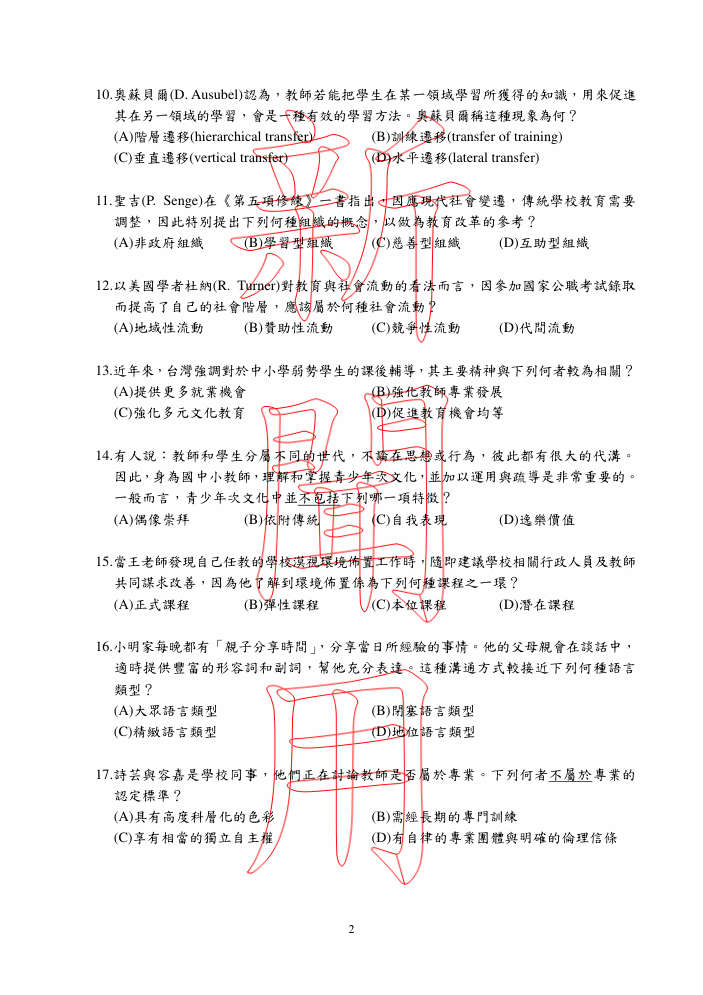 10.奧蘇貝爾(D. Ausubel)認為，教師若能把學生在某一領域學習所獲得的知識，用來促進
其在另一領域的學習，會是一種有效的學習方法。奧蘇貝爾稱這種現象為何？
(A)階層遷移(hierarchical transfer) (B)訓練遷移(transfer of training)
(C)垂直遷移(vertical transfer) (D)水平遷移(lateral transfer)
11.聖吉(P. Senge)在《第五項修練》一書指出，因應現代社會變遷，傳統學校教育需要
調整，因此特別提出下列何種組織的概念，以做為教育改革的參考？
(A)非政府組織 (B)學習型組織 (C)慈善型組織 (D)互助型組織
12.以美國學者杜納(R. Turner)對教育與社會流動的看法而言，因參加國家公職考試錄取
而提高了自己的社會階層，應該屬於何種社會流動？
(A)地域性流動 (B)贊助性流動 (C)競爭性流動 (D)代間流動
13.近年來，台灣強調對於中小學弱勢學生的課後輔導，其主要精神與下列何者較為相關？
(A)提供更多就業機會 (B)強化教師專業發展
(C)強化多元文化教育 (D)促進教育機會均等
14.有人說：教師和學生分屬不同的世代，不論在思想或行為，彼此都有很大的代溝。
因此，身為國中小教師，理解和掌握青少年次文化，並加以運用與疏導是非常重要的。
一般而言，青少年次文化中並不包括下列哪一項特徵？
(A)偶像崇拜 (B)依附傳統 (C)自我表現 (D)逸樂價值
15.當王老師發現自己任教的學校漠視環境佈置工作時，隨即建議學校相關行政人員及教師
共同謀求改善，因為他了解到環境佈置係為下列何種課程之一環？
(A)正式課程 (B)彈性課程 (C)本位課程 (D)潛在課程
16.小明家每晚都有「親子分享時間」，分享當日所經驗的事情。他的父母親會在談話中，
適時提供豐富的形容詞和副詞，幫他充分表達。這種溝通方式較接近下列何種語言
類型？
(A)大眾語言類型 (B)閉塞語言類型
(C)精緻語言類型 (D)地位語言類型
17.詩芸與容嘉是學校同事，他們正在討論教師是否屬於專業。下列何者不屬於專業的
認定標準？
(A)具有高度科層化的色彩 (B)需經長期的專門訓練
(C)享有相當的獨立自主權 (D)有自律的專業團體與明確的倫理信條
2